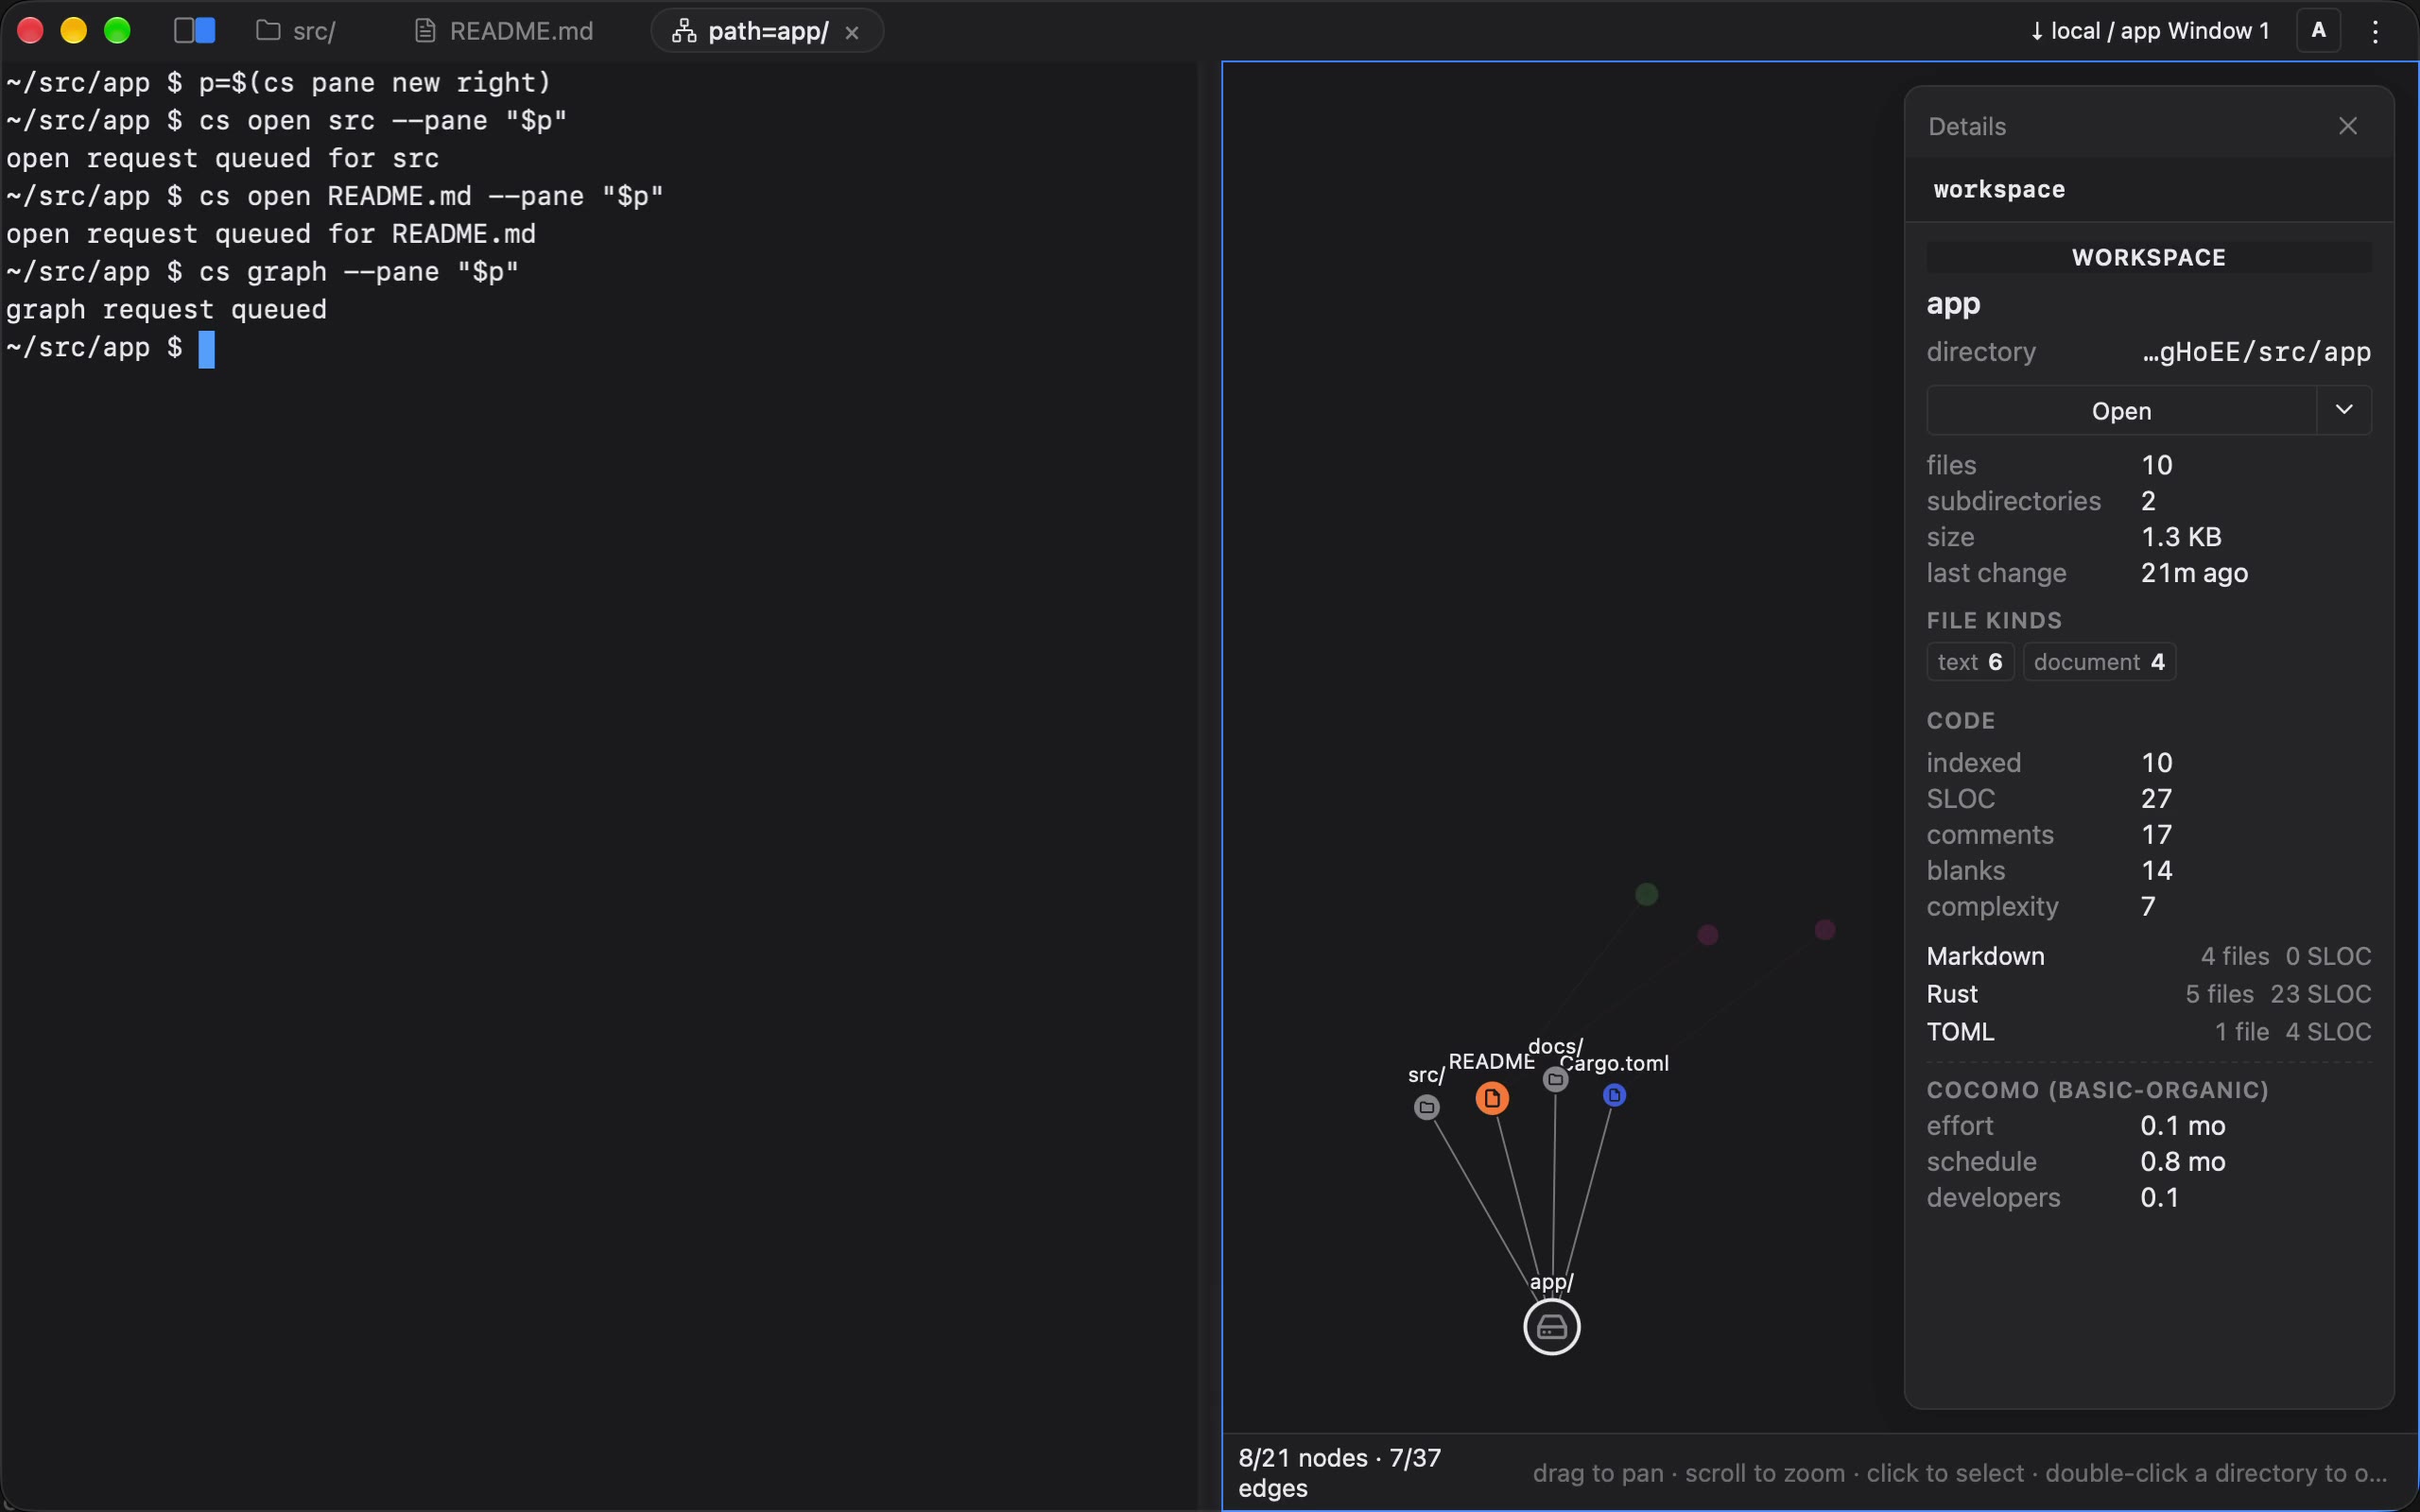 src/
README.md
path=app/
↓ local / app Window 1
A
~/src/app $ p=$(cs pane new right)
~/src/app $ cs open src --pane "$p"
open request queued for src
~/src/app $ cs open README.md --pane "$p"
open request queued for README.md
~/src/app $ cs graph --pane "$p"
graph request queued
~/src/app $
docs/
README
Cargo.toml
src/
app/
8/21 nodes · 7/37
edges
drag to pan · scroll to zoom · click to select · double-click a directory to o...
Details
workspace
WORKSPACE
app
directory …gHoEE/src/app
Open
files 10
subdirectories 2
size 1.3 KB
last change 21m ago
FILE KINDS
text 6 document 4
CODE
indexed 10
SLOC 27
comments 17
blanks 14
complexity 7
Markdown 4 files 0 SLOC
Rust 5 files 23 SLOC
TOML 1 file 4 SLOC
COCOMO (BASIC-ORGANIC)
effort 0.1 mo
schedule 0.8 mo
developers 0.1